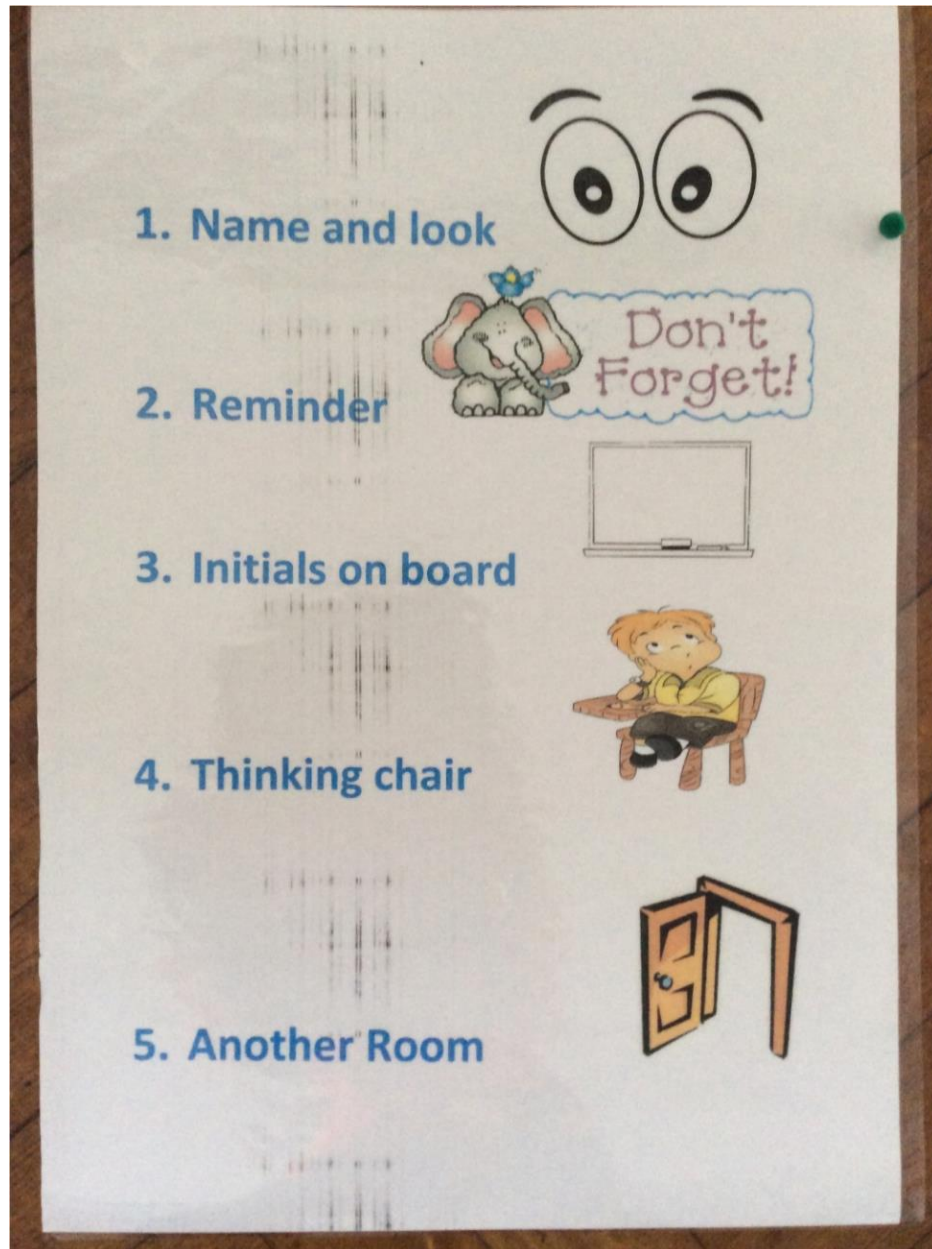 1. Name and look
Don't
Forget!
2. Reminder
3. Initials on board
4. Thinking chair
5. Another Room